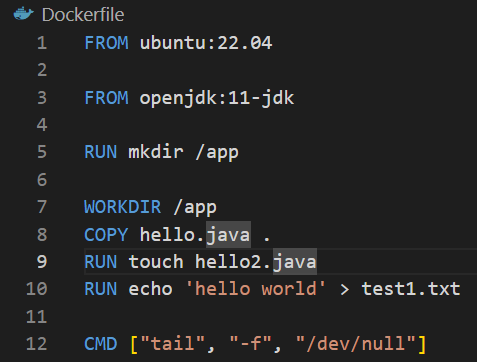 Dockerfile
1 FROM ubuntu:22.04
2
3 FROM openjdk:11-jdk
4
5 RUN mkdir /app
6
7 WORKDIR /app
8 COPY hello.java .
9 RUN touch hello2.java
10 RUN echo 'hello world' > test1.txt
11
12 CMD ["tail", "-f", "/dev/null"]